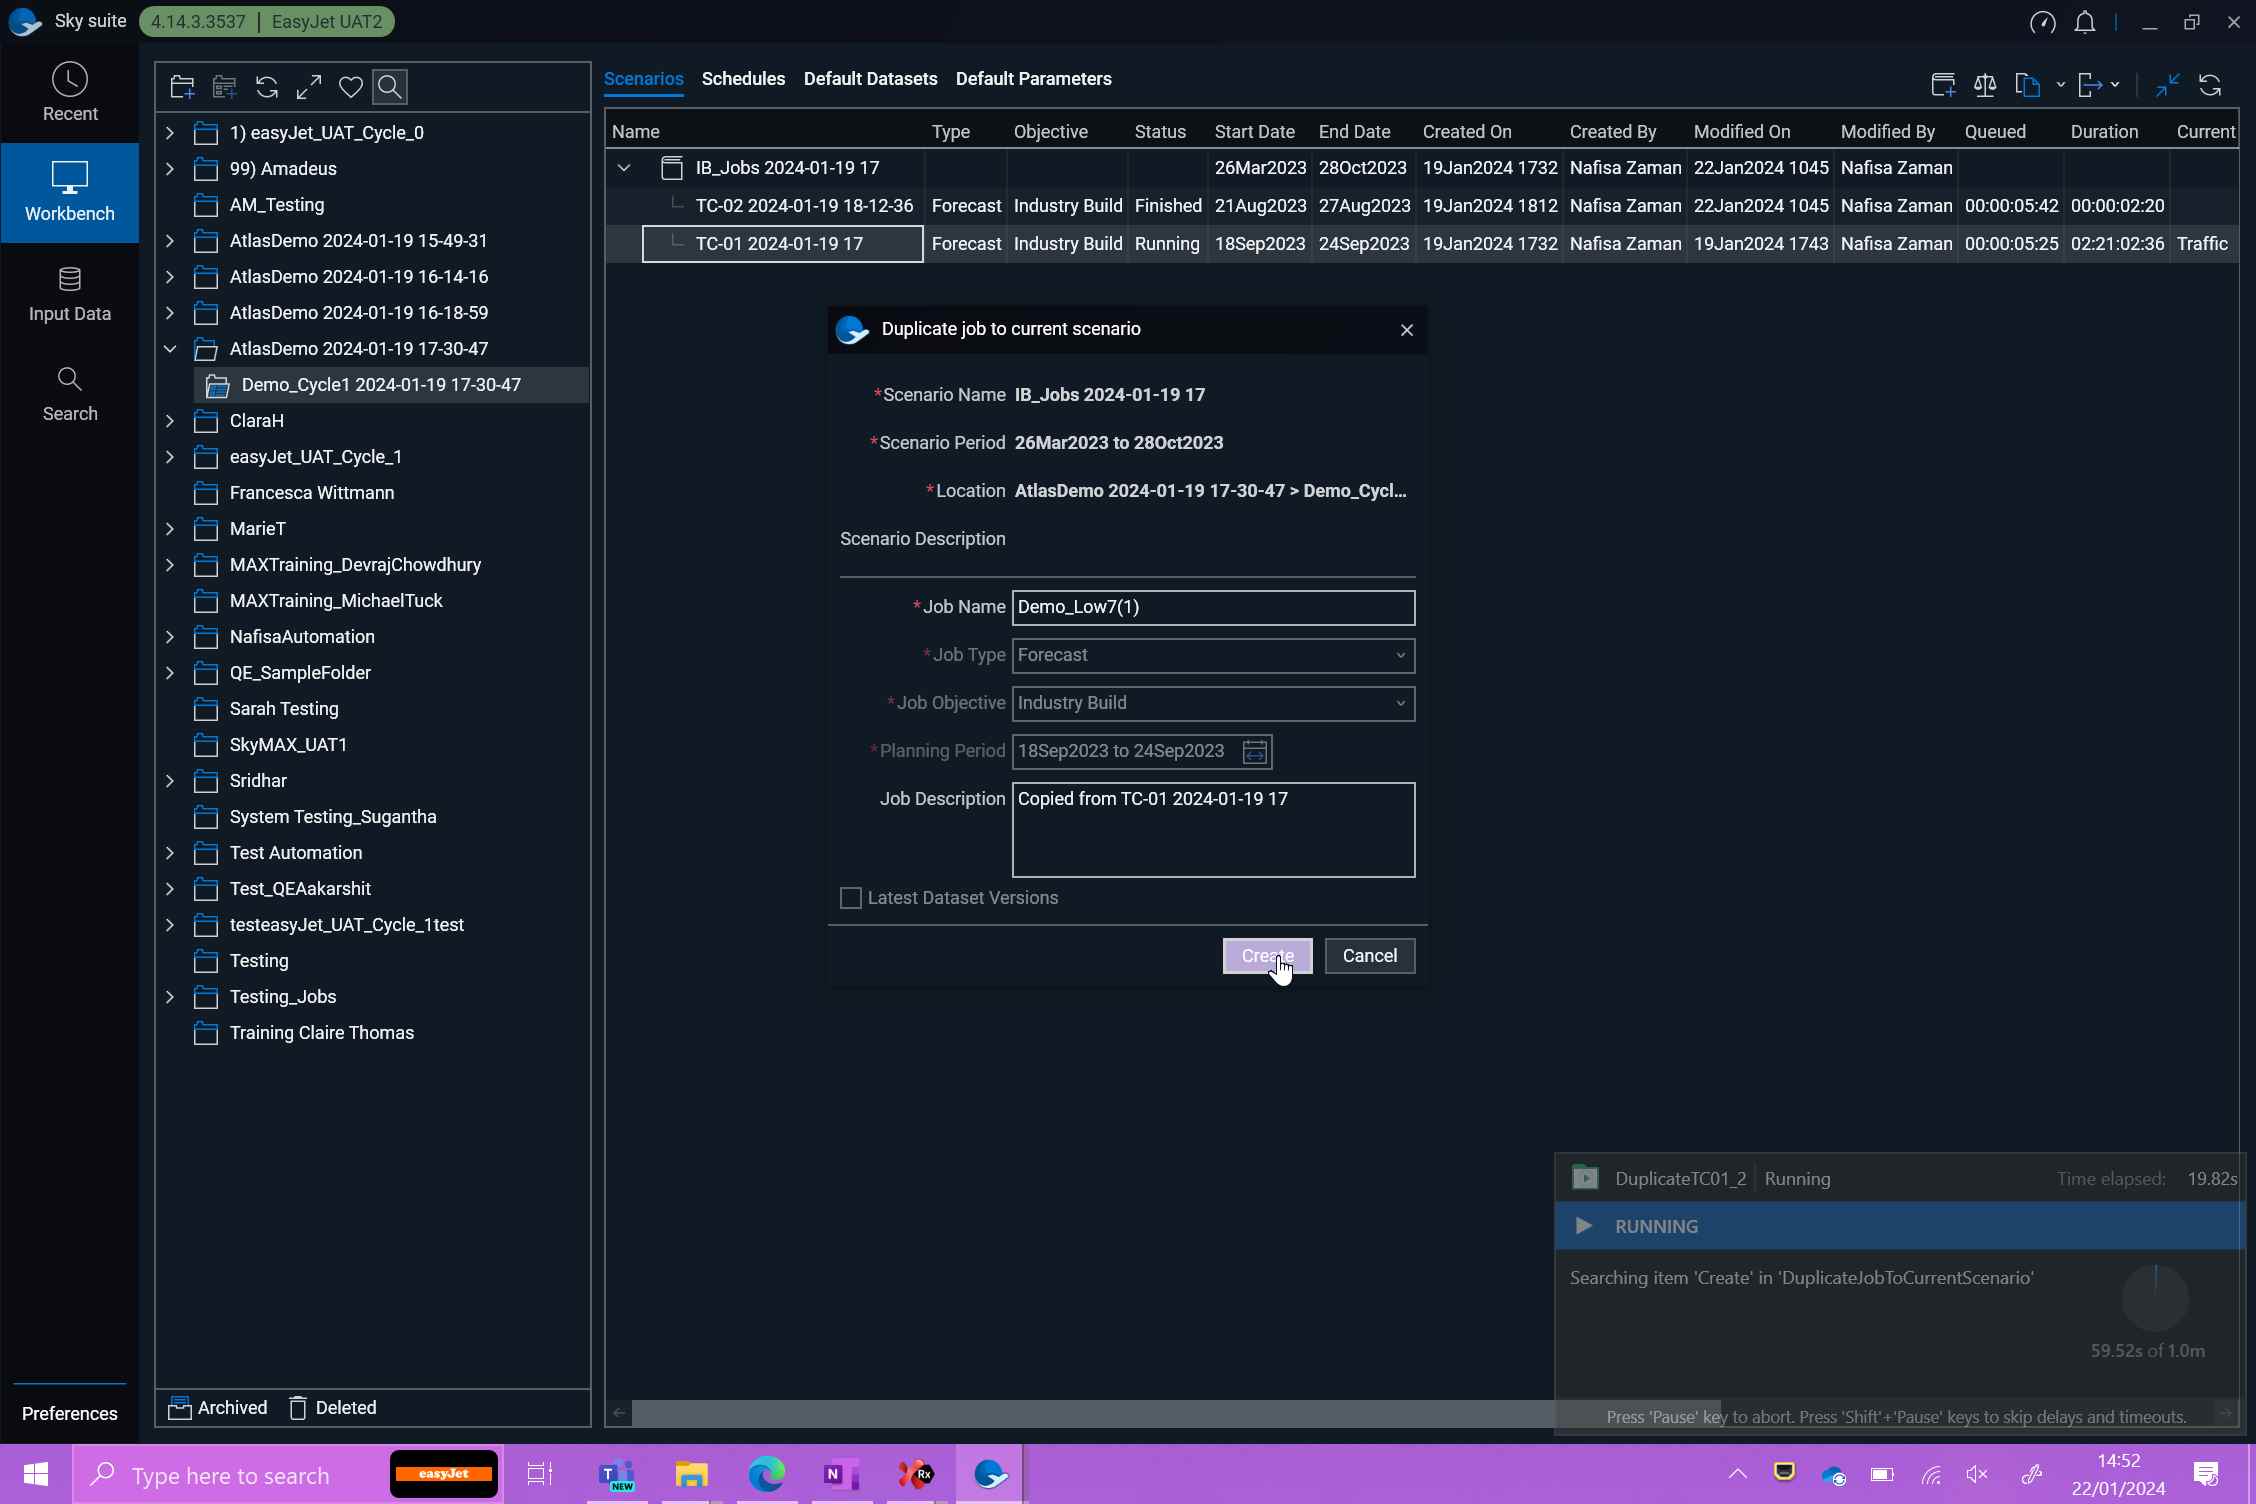 Sky suite 4.14.3.3537 | EasyJet UAT2
Recent
Workbench
Input Data
Search
Preferences
1) easyJet_UAT_Cycle_0
99) Amadeus
AM_Testing
AtlasDemo 2024-01-19 15-49-31
AtlasDemo 2024-01-19 16-14-16
AtlasDemo 2024-01-19 16-18-59
AtlasDemo 2024-01-19 17-30-47
Demo_Cycle1 2024-01-19 17-30-47
ClaraH
easyJet_UAT_Cycle_1
Francesca Wittmann
MarieT
MAXTraining_DevrajChowdhury
MAXTraining_MichaelTuck
NafisaAutomation
QE_SampleFolder
Sarah Testing
SkyMAX_UAT1
Sridhar
System Testing_Sugantha
Test Automation
Test_QEAakarshit
testeasyJet_UAT_Cycle_1test
Testing
Testing_Jobs
Training Claire Thomas
Archived Deleted
Scenarios Schedules Default Datasets Default Parameters
Name Type Objective Status Start Date End Date Created On Created By Modified On Modified By Queued Duration Current
IB_Jobs 2024-01-19 17 26Mar2023 28Oct2023 19Jan2024 1732 Nafisa Zaman 22Jan2024 1045 Nafisa Zaman
TC-02 2024-01-19 18-12-36 Forecast Industry Build Finished 21Aug2023 27Aug2023 19Jan2024 1812 Nafisa Zaman 22Jan2024 1045 Nafisa Zaman 00:00:05:42 00:00:02:20
TC-01 2024-01-19 17 Forecast Industry Build Running 18Sep2023 24Sep2023 19Jan2024 1732 Nafisa Zaman 19Jan2024 1743 Nafisa Zaman 00:00:05:25 02:21:02:36 Traffic
Duplicate job to current scenario
*Scenario Name IB_Jobs 2024-01-19 17
*Scenario Period 26Mar2023 to 28Oct2023
*Location AtlasDemo 2024-01-19 17-30-47 > Demo_Cycl...
Scenario Description
*Job Name Demo_Low7(1)
*Job Type Forecast
*Job Objective Industry Build
*Planning Period 18Sep2023 to 24Sep2023
Job Description Copied from TC-01 2024-01-19 17
Latest Dataset Versions
Create Cancel
DuplicateTC01_2 Running Time elapsed: 19.82s
RUNNING
Searching item 'Create' in 'DuplicateJobToCurrentScenario'
59.52s of 1.0m
Press 'Pause' key to abort. Press 'Shift'+'Pause' keys to skip delays and timeouts.
Type here to search easyJet
NEW
N
Rx
14:52
22/01/2024